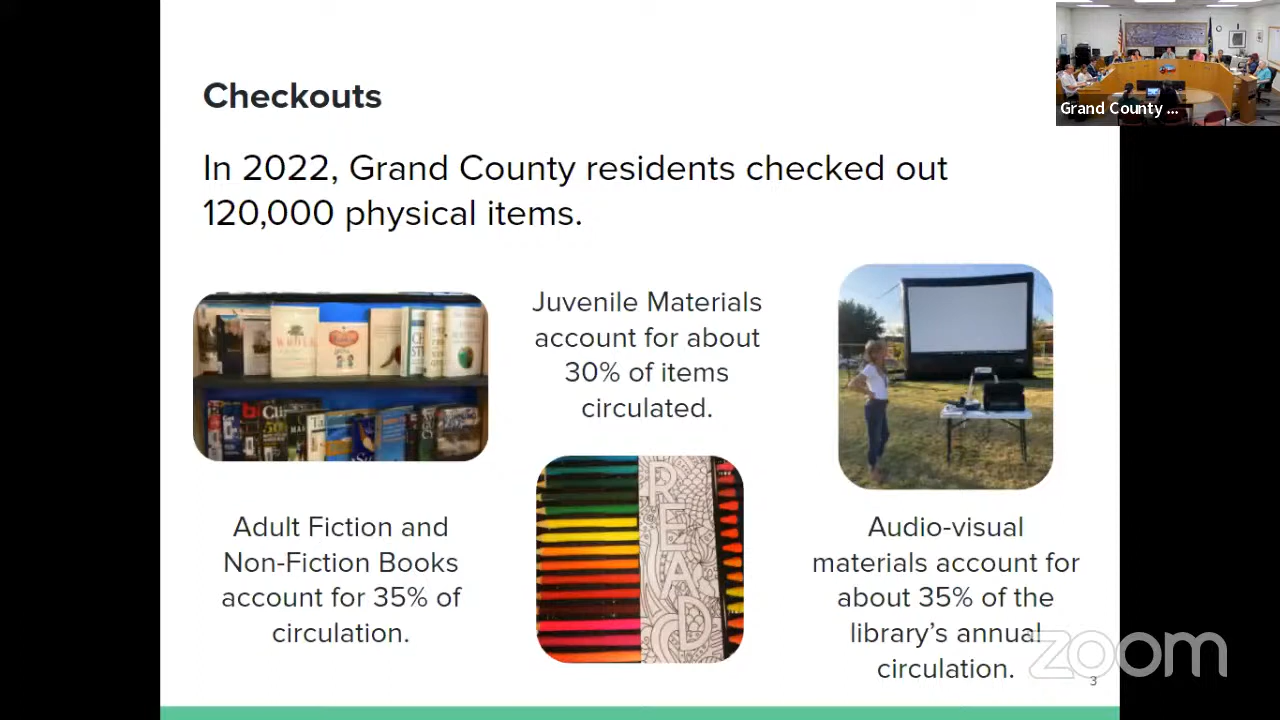 Checkouts
Grand County ...
In 2022, Grand County residents checked out
120,000 physical items.
Juvenile Materials
account for about
30% of items
circulated.
READ
Adult Fiction and
Non-Fiction Books
account for 35% of
circulation.
Audio-visual
materials account for
about 35% of the
library's annual
circulation.
3
zoom